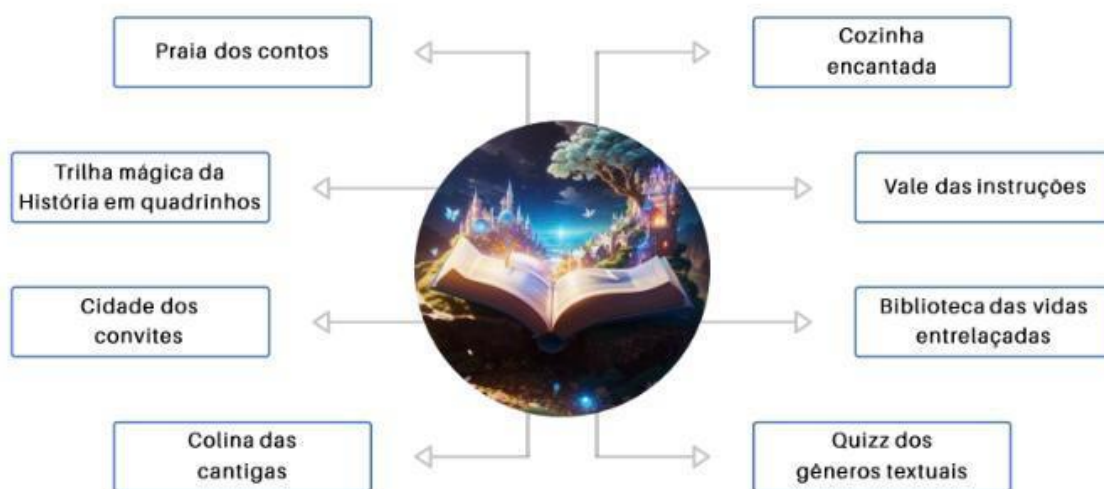 Praia dos contos
Cozinha
encantada
Trilha mágica da
História em quadrinhos
Vale das instruções
Cidade dos
convites
Biblioteca das vidas
entrelaçadas
Colina das
cantigas
Quizz dos
gêneros textuais